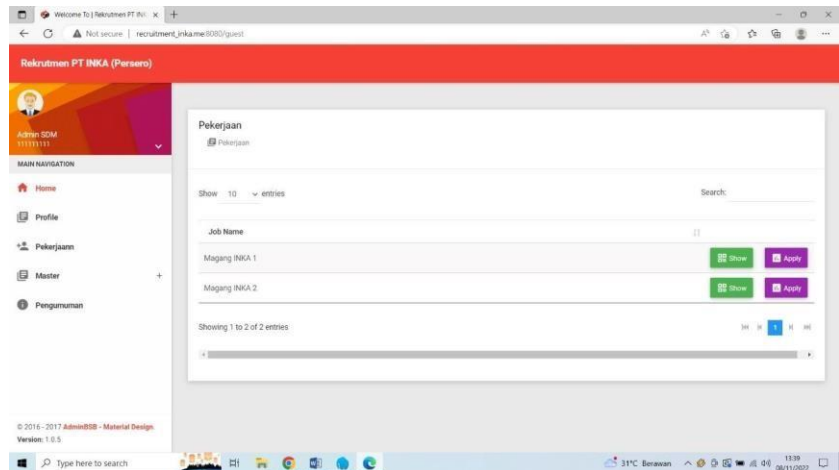 Welcome To | Rekrutmen PT INK
Not secure | recruitment_inka.me:8080/guest
Rekrutmen PT INKA (Persero)
Admin SDM
111111111
MAIN NAVIGATION
Home
Profile
Pekerjaann
Master +
Pengumuman
Pekerjaan
Pekerjaan
Show 10 entries Search:
Job Name
Magang INKA 1 Show Apply
Magang INKA 2 Show Apply
Showing 1 to 2 of 2 entries 1
© 2016 - 2017 AdminBSB - Material Design.
Version: 1.0.5
Type here to search 31°C Berawan 13:39
08/11/2022